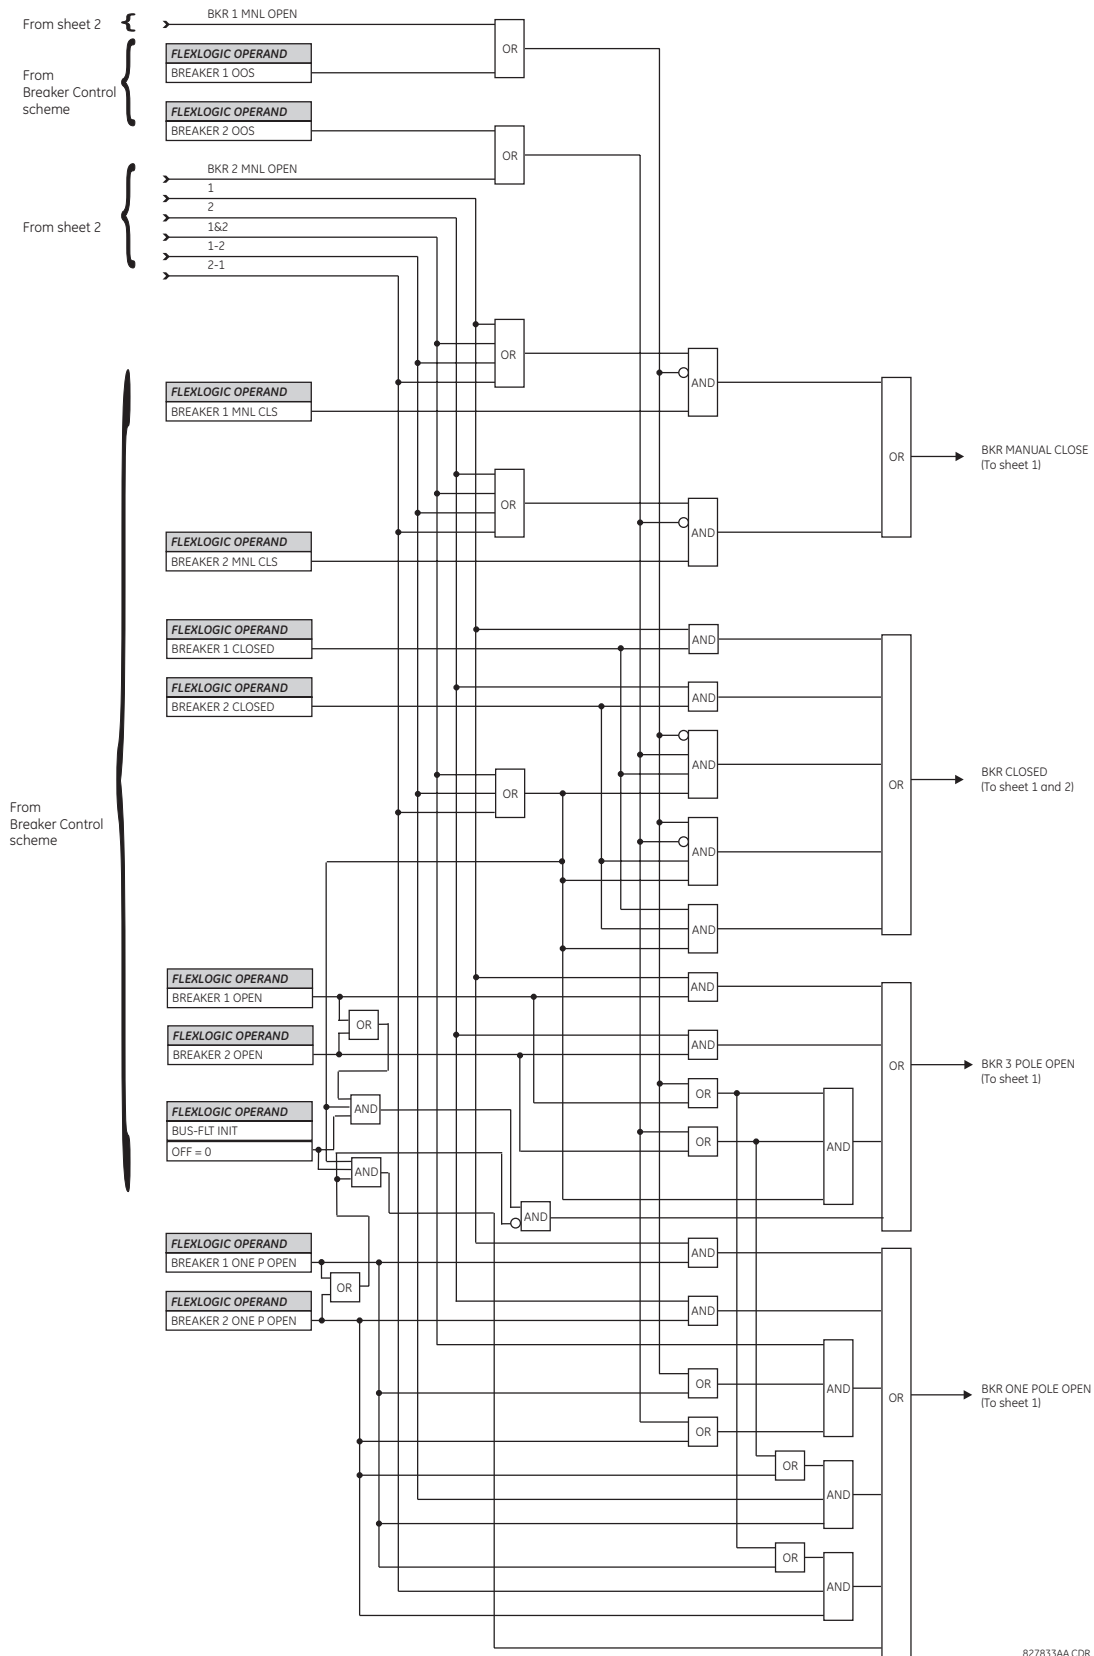 From sheet 2
BKR 1 MNL OPEN
OR
FLEXLOGIC OPERAND
BREAKER 1 OOS
From
Breaker Control
scheme
FLEXLOGIC OPERAND
BREAKER 2 OOS
OR
BKR 2 MNL OPEN
1
2
From sheet 2
1&2
1-2
2-1
OR
AND
FLEXLOGIC OPERAND
BREAKER 1 MNL CLS
OR
BKR MANUAL CLOSE
(To sheet 1)
OR
AND
FLEXLOGIC OPERAND
BREAKER 2 MNL CLS
FLEXLOGIC OPERAND
BREAKER 1 CLOSED
AND
FLEXLOGIC OPERAND
BREAKER 2 CLOSED
AND
AND
OR
OR
BKR CLOSED
(To sheet 1 and 2)
From
Breaker Control
scheme
AND
AND
FLEXLOGIC OPERAND
BREAKER 1 OPEN
AND
OR
FLEXLOGIC OPERAND
BREAKER 2 OPEN
AND
OR
BKR 3 POLE OPEN
(To sheet 1)
OR
AND
FLEXLOGIC OPERAND
BUS-FLT INIT
OFF = 0
OR
AND
AND
AND
FLEXLOGIC OPERAND
BREAKER 1 ONE P OPEN
AND
OR
FLEXLOGIC OPERAND
BREAKER 2 ONE P OPEN
AND
OR
AND
OR
BKR ONE POLE OPEN
(To sheet 1)
OR
OR
AND
OR
AND
827833AA.CDR